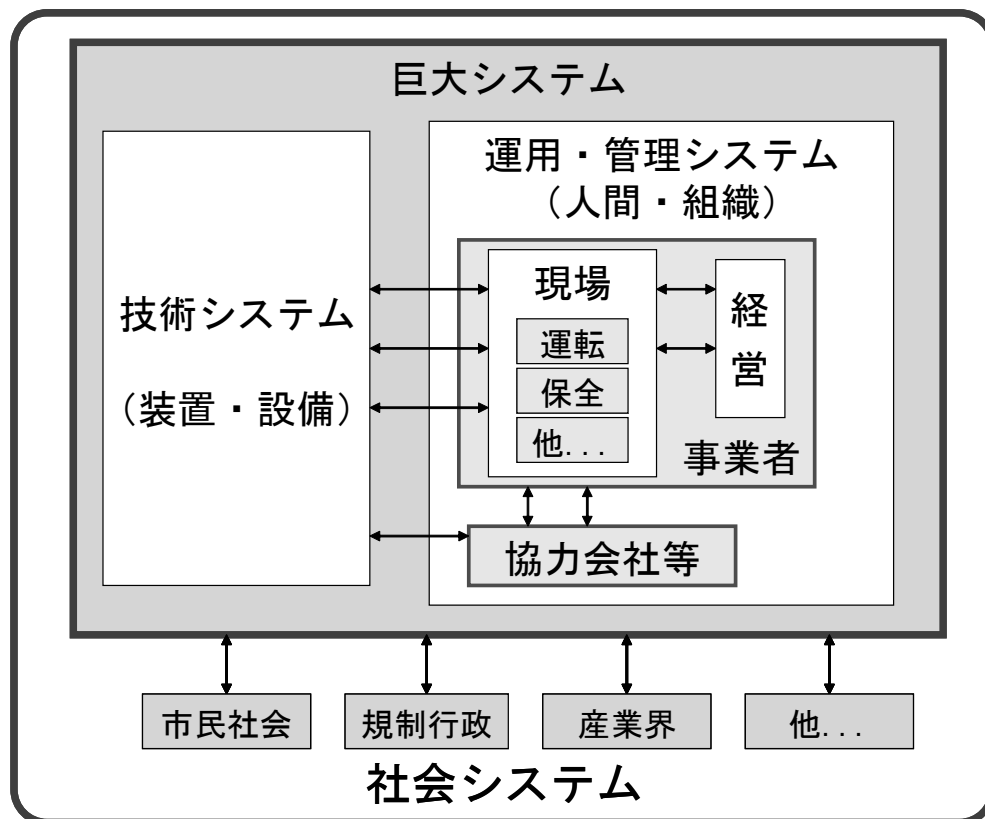 巨大システム
運用・管理システム
（人間・組織）
技術システム
（装置・設備）
現場
運転
保全
他...
経
営
事業者
協力会社等
市民社会
規制行政
産業界
他...
社会システム